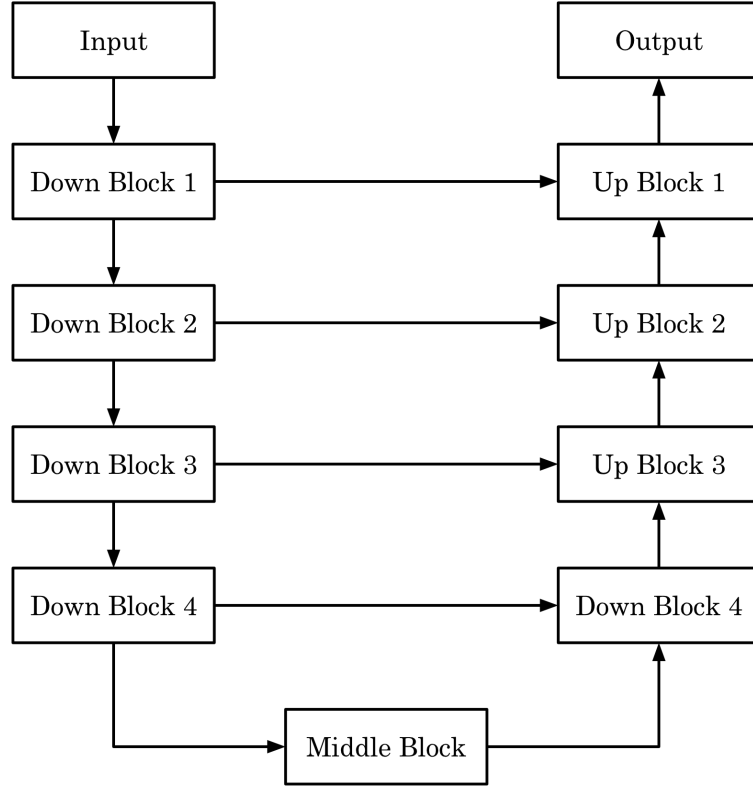 Input
Output
Down Block 1
Up Block 1
Down Block 2
Up Block 2
Down Block 3
Up Block 3
Down Block 4
Down Block 4
Middle Block